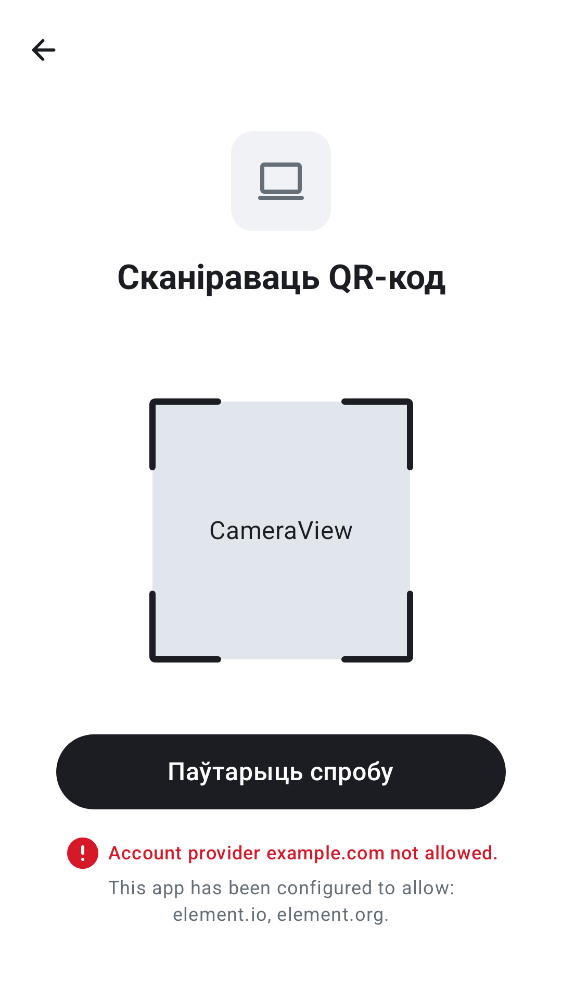 Сканіраваць QR-код
CameraView
Паўтарыць спробу
Account provider example.com not allowed.
This app has been configured to allow:
element.io, element.org.